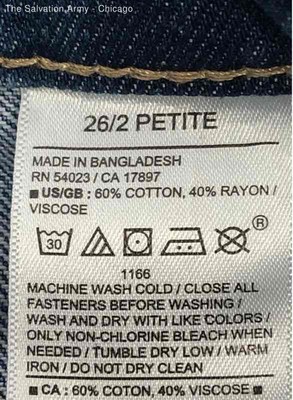 The Salvation Army - Chicago
26/2 PETITE
MADE IN BANGLADESH
RN 54023 / CA 17897
■ US/GB : 60% COTTON, 40% RAYON /
VISCOSE
30
®
1166
MACHINE WASH COLD / CLOSE ALL
FASTENERS BEFORE WASHING /
WASH AND DRY WITH LIKE COLORS /
ONLY NON-CHLORINE BLEACH WHEN
NEEDED / TUMBLE DRY LOW / WARM
IRON / DO NOT DRY CLEAN
■ CA : 60% COTON, 40% VISCOSE ■